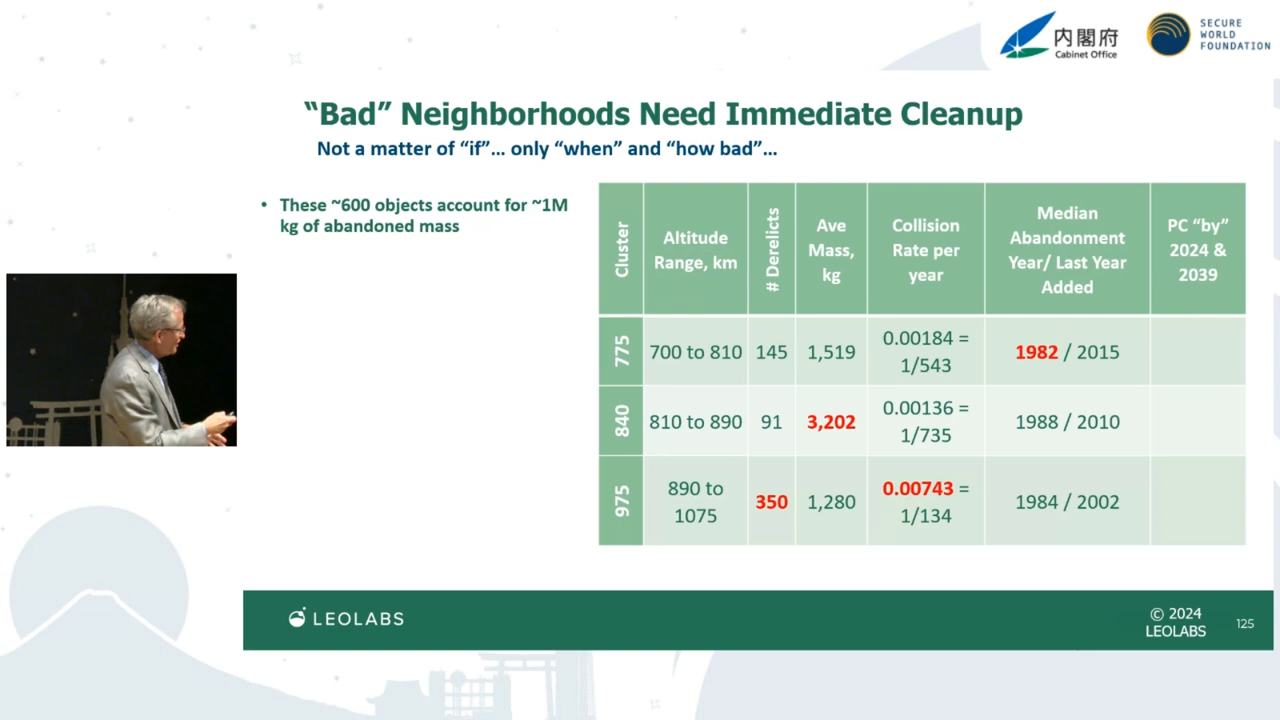 内閣府
Cabinet Office
SECURE
WORLD
FOUNDATION
“Bad” Neighborhoods Need Immediate Cleanup
Not a matter of “if”… only “when” and “how bad”…
• These ~600 objects account for ~1M
kg of abandoned mass
Cluster
Altitude
Range, km
# Derelicts
Ave
Mass,
kg
Collision
Rate per
year
Median
Abandonment
Year/ Last Year
Added
PC “by”
2024 &
2039
775
700 to 810
145
1,519
0.00184 =
1/543
1982 / 2015
840
810 to 890
91
3,202
0.00136 =
1/735
1988 / 2010
975
890 to
1075
350
1,280
0.00743 =
1/134
1984 / 2002
LEOLABS
© 2024
LEOLABS
125